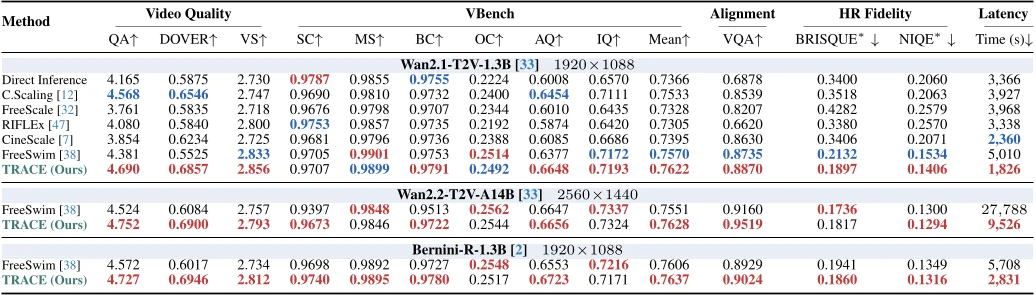 Method Video Quality VBench Alignment HR Fidelity Latency
QA↑ DOVER↑ VS↑ SC↑ MS↑ BC↑ OC↑ AQ↑ IQ↑ Mean↑ VQA↑ BRISQUE* ↓ NIQE* ↓ Time (s)↓
Wan2.1-T2V-1.3B [33] 1920×1088
Direct Inference 4.165 0.5875 2.730 0.9787 0.9855 0.9755 0.2224 0.6008 0.6570 0.7366 0.6878 0.3400 0.2060 3,366
C.Scaling [12] 4.568 0.6546 2.747 0.9690 0.9810 0.9732 0.2400 0.6454 0.7111 0.7533 0.8539 0.3518 0.2063 3,927
FreeScale [32] 3.761 0.5835 2.718 0.9676 0.9798 0.9707 0.2344 0.6010 0.6435 0.7328 0.8207 0.4282 0.2579 3,968
RIFLEx [47] 4.080 0.5840 2.800 0.9753 0.9857 0.9735 0.2192 0.5874 0.6420 0.7305 0.6620 0.3380 0.2570 3,338
CineScale [7] 3.854 0.6234 2.725 0.9681 0.9796 0.9736 0.2388 0.6085 0.6686 0.7395 0.8630 0.3406 0.2071 2,360
FreeSwim [38] 4.381 0.5525 2.833 0.9705 0.9901 0.9753 0.2514 0.6377 0.7172 0.7570 0.8735 0.2132 0.1534 5,010
TRACE (Ours) 4.690 0.6857 2.856 0.9707 0.9899 0.9791 0.2492 0.6648 0.7193 0.7622 0.8870 0.1897 0.1406 1,826
Wan2.2-T2V-A14B [33] 2560×1440
FreeSwim [38] 4.524 0.6084 2.757 0.9397 0.9848 0.9513 0.2562 0.6647 0.7337 0.7551 0.9160 0.1736 0.1300 27,788
TRACE (Ours) 4.752 0.6900 2.793 0.9673 0.9846 0.9722 0.2544 0.6656 0.7324 0.7628 0.9519 0.1817 0.1294 9,526
Bernini-R-1.3B [2] 1920×1088
FreeSwim [38] 4.572 0.6017 2.734 0.9698 0.9892 0.9727 0.2548 0.6553 0.7216 0.7606 0.8929 0.1941 0.1349 5,708
TRACE (Ours) 4.727 0.6946 2.812 0.9740 0.9895 0.9780 0.2517 0.6723 0.7171 0.7637 0.9024 0.1860 0.1316 2,831